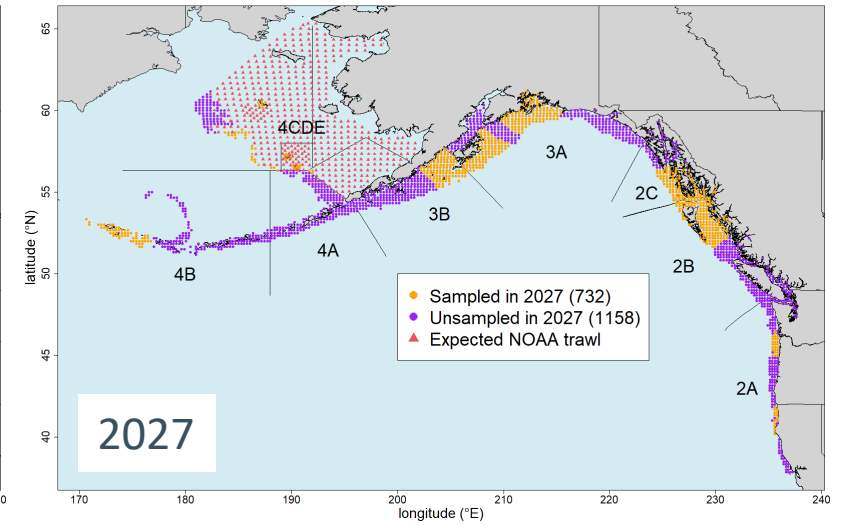 65
60
55
50
45
40
latitude (°N)
4CDE
3A
2C
3B
4A
4B
2B
Sampled in 2027 (732)
Unsampled in 2027 (1158)
Expected NOAA trawl
2A
2027
0
170 180 190 200 210 220 230 240
longitude (°E)